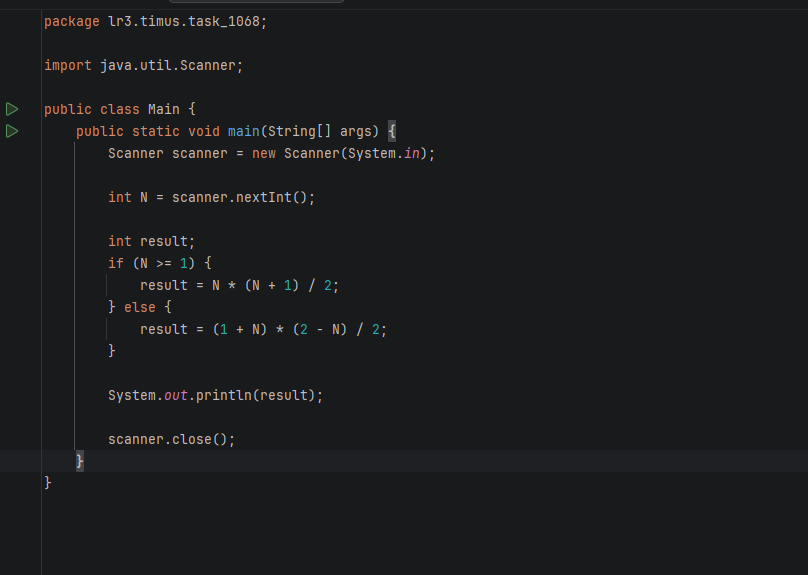 package lr3.timus.task_1068;
import java.util.Scanner;
public class Main {
public static void main(String[] args) {
Scanner scanner = new Scanner(System.in);
int N = scanner.nextInt();
int result;
if (N >= 1) {
result = N * (N + 1) / 2;
} else {
result = (1 + N) * (2 - N) / 2;
}
System.out.println(result);
scanner.close();
}
}